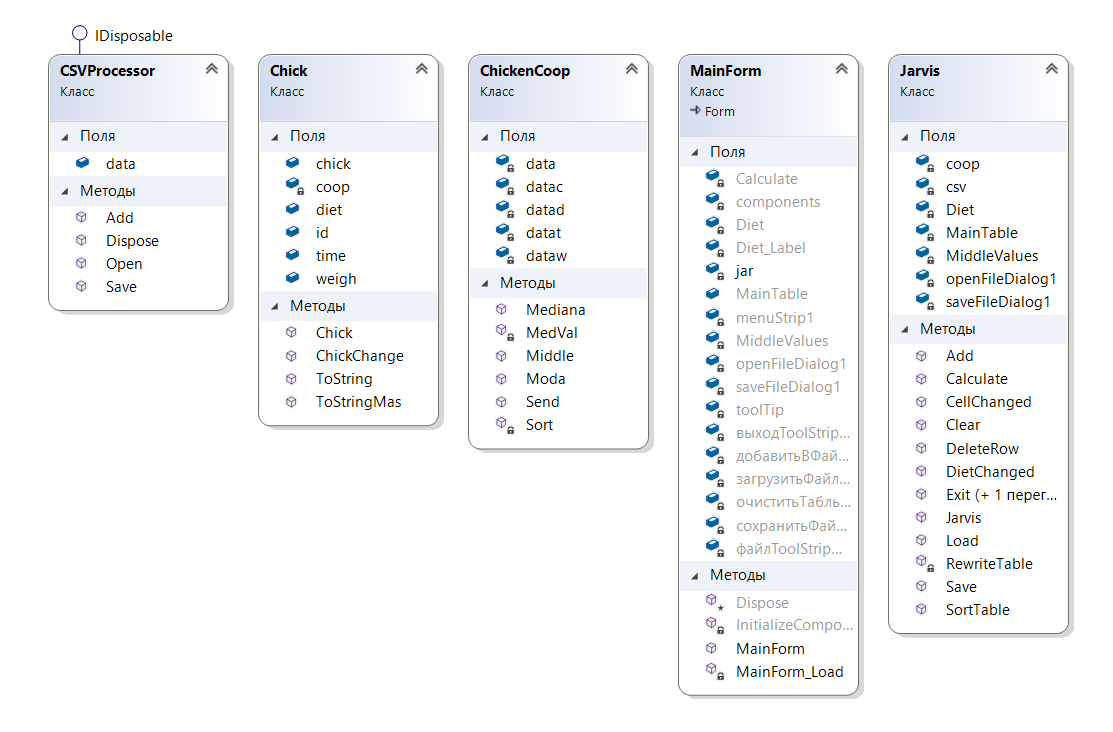 IDisposable
CSVProcessor
Класс
Поля
data
Методы
Add
Dispose
Open
Save
Chick
Класс
Поля
chick
coop
diet
id
time
weigh
Методы
Chick
ChickChange
ToString
ToStringMas
ChickenCoop
Класс
Поля
data
datac
datad
datat
dataw
Методы
Mediana
MedVal
Middle
Moda
Send
Sort
MainForm
Класс
Form
Поля
Calculate
components
Diet
Diet_Label
jar
MainTable
menuStrip1
MiddleValues
openFileDialog1
saveFileDialog1
toolTip
выходToolStrip...
добавитьВФай...
загрузитьФайл...
очиститьТабль...
сохранитьФай...
файлToolStrip...
Методы
Dispose
InitializeCompo...
MainForm
MainForm_Load
Jarvis
Класс
Поля
coop
csv
Diet
MainTable
MiddleValues
openFileDialog1
saveFileDialog1
Методы
Add
Calculate
CellChanged
Clear
DeleteRow
DietChanged
Exit (+ 1 перег...
Jarvis
Load
RewriteTable
Save
SortTable